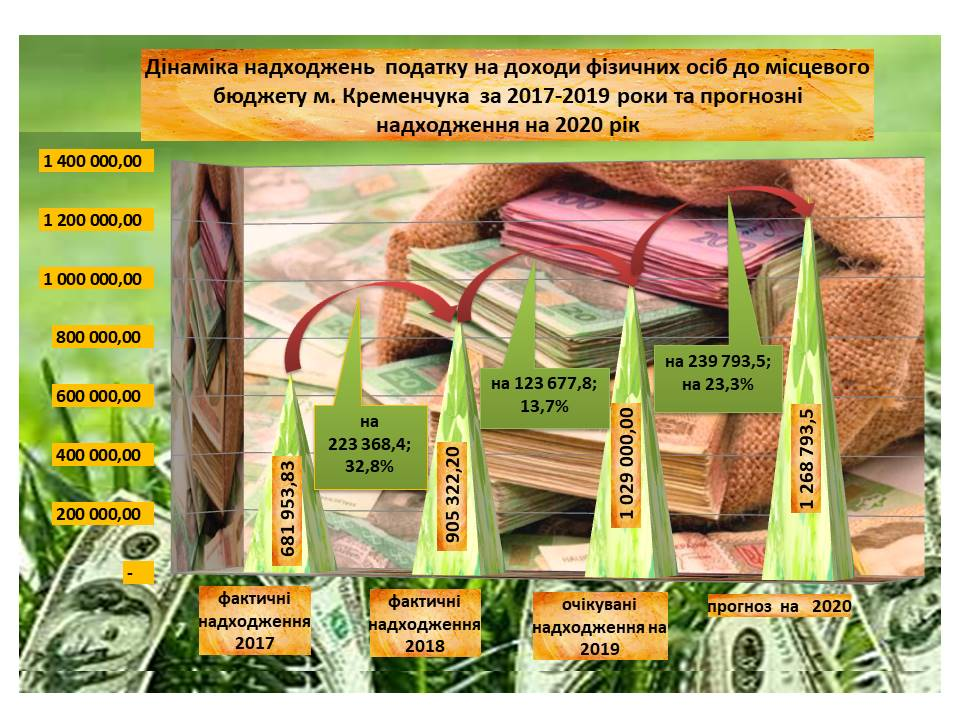 Дінаміка надходжень податку на доходи фізичних осіб до місцевого
бюджету м. Кременчука за 2017-2019 роки та прогнозні
надходження на 2020 рік
1 400 000,00
1 200 000,00
1 000 000,00
800 000,00
600 000,00
400 000,00
200 000,00
-
на
223 368,4;
32,8%
на 123 677,8;
13,7%
на 239 793,5;
на 23,3%
681 953,83
905 322,20
1 029 000,00
1 268 793,5
фактичні
надходження
2017
фактичні
надходження
2018
очікувані
надходження на
2019
прогноз на 2020
200
200